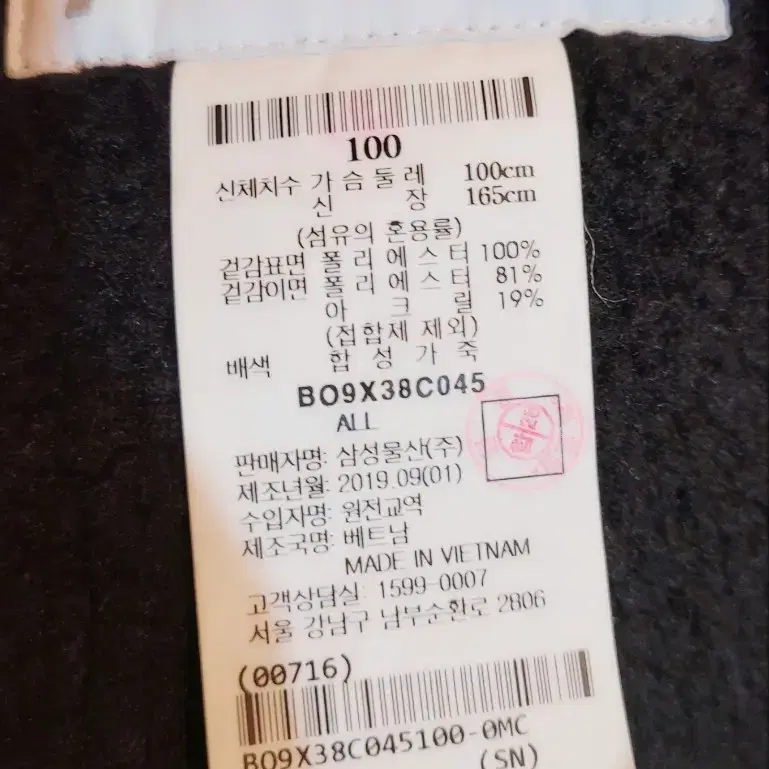 100
신체치수 가 슴 둘 레 100cm
신 장 165cm
(섬유의 혼용률)
겉감표면 폴 리 에 스 터 100%
겉감이면 폴 리 에 스 터 81%
아 크 릴 19%
(접합제 제외)
배색 합 성 가 죽
BO9X38C045
ALL
판매자명: 삼성물산(주)
제조년월: 2019.09(01)
수입자명: 원전교역
제조국명: 베트남
MADE IN VIETNAM
고객상담실: 1599-0007
서울 강남구 남부순환로 2806
(00716)
BO9X38C045100-0MC
(SN)